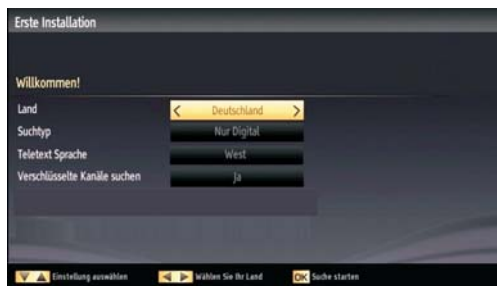 Erste Installation
Willkommen!
Land < Deutschland >
Suchtyp Nur Digital
Teletext Sprache West
Verschlüsselte Kanäle suchen Ja
Einstellung auswählen Wählen Sie Ihr Land OK Suche starten